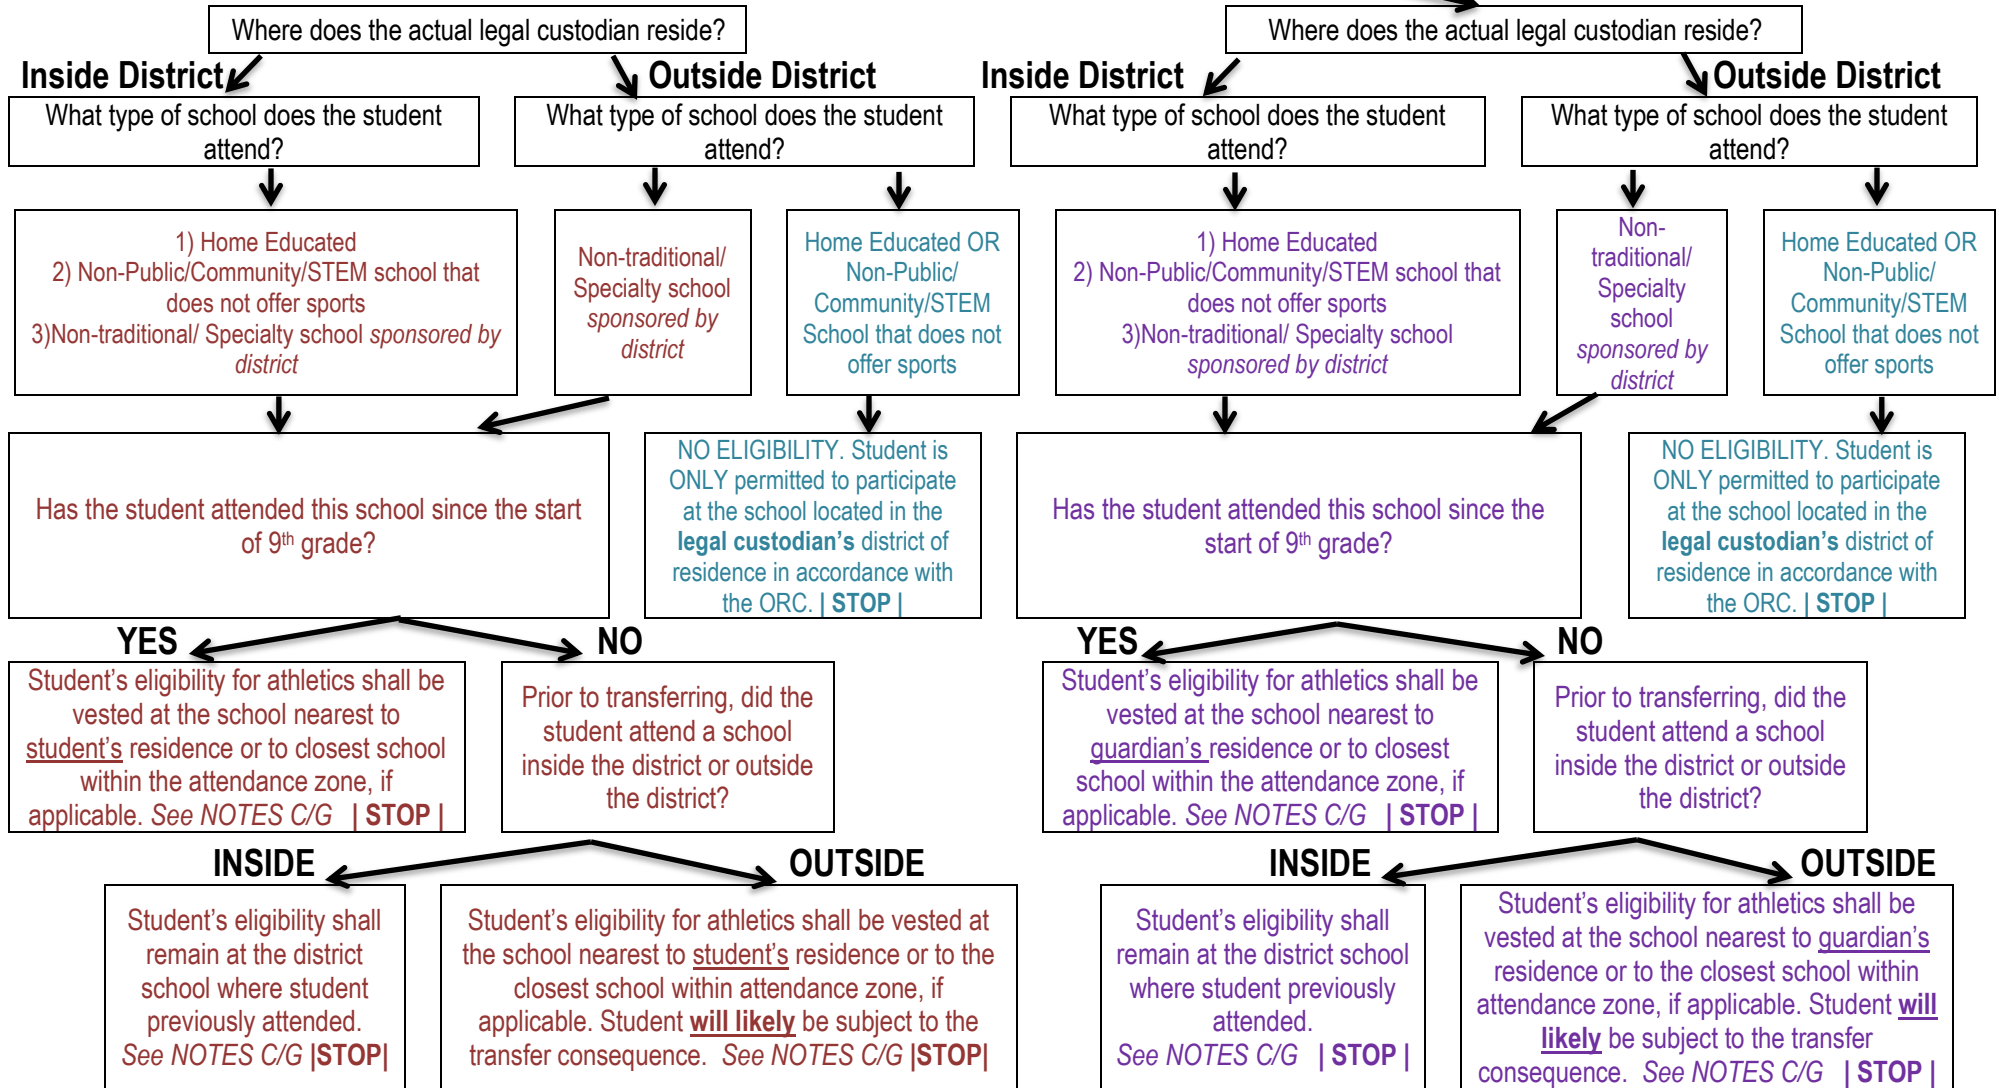 Where does the actual legal custodian reside?
Inside District
Outside District
What type of school does the student
attend?
What type of school does the student
attend?
1) Home Educated
2) Non-Public/Community/STEM school that
does not offer sports
3)Non-traditional/ Specialty school sponsored by
district
Non-traditional/
Specialty school
sponsored by
district
Home Educated OR
Non-Public/
Community/STEM
School that does not
offer sports
Has the student attended this school since the start
of 9th grade?
NO ELIGIBILITY. Student is
ONLY permitted to participate
at the school located in the
legal custodian’s district of
residence in accordance with
the ORC. | STOP |
YES
NO
Student’s eligibility for athletics shall be
vested at the school nearest to
student’s residence or to closest school
within the attendance zone, if
applicable. See NOTES C/G | STOP |
Prior to transferring, did the
student attend a school
inside the district or outside
the district?
INSIDE
OUTSIDE
Student’s eligibility shall
remain at the district
school where student
previously attended.
See NOTES C/G |STOP|
Student’s eligibility for athletics shall be vested at
the school nearest to student’s residence or to the
closest school within attendance zone, if
applicable. Student will likely be subject to the
transfer consequence. See NOTES C/G |STOP|
Where does the actual legal custodian reside?
Inside District
Outside District
What type of school does the student
attend?
What type of school does the student
attend?
1) Home Educated
2) Non-Public/Community/STEM school that
does not offer sports
3)Non-traditional/ Specialty school
sponsored by district
Non-
traditional/
Specialty
school
sponsored by
district
Home Educated OR
Non-Public/
Community/STEM
School that does not
offer sports
Has the student attended this school since the
start of 9th grade?
NO ELIGIBILITY. Student is
ONLY permitted to participate
at the school located in the
legal custodian’s district of
residence in accordance with
the ORC. | STOP |
YES
NO
Student’s eligibility for athletics shall be
vested at the school nearest to
guardian’s residence or to closest
school within the attendance zone, if
applicable. See NOTES C/G | STOP |
Prior to transferring, did the
student attend a school
inside the district or outside
the district?
INSIDE
OUTSIDE
Student’s eligibility shall
remain at the district school
where student previously
attended.
See NOTES C/G | STOP |
Student’s eligibility for athletics shall be
vested at the school nearest to guardian’s
residence or to the closest school within
attendance zone, if applicable. Student will
likely be subject to the transfer
consequence. See NOTES C/G | STOP |